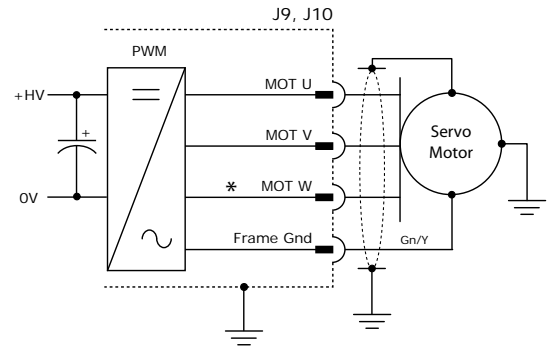 J9, J10
PWM
MOT U
+HV
+
MOT V
Servo
Motor
* MOT W
0V
Frame Gnd
Gn/Y